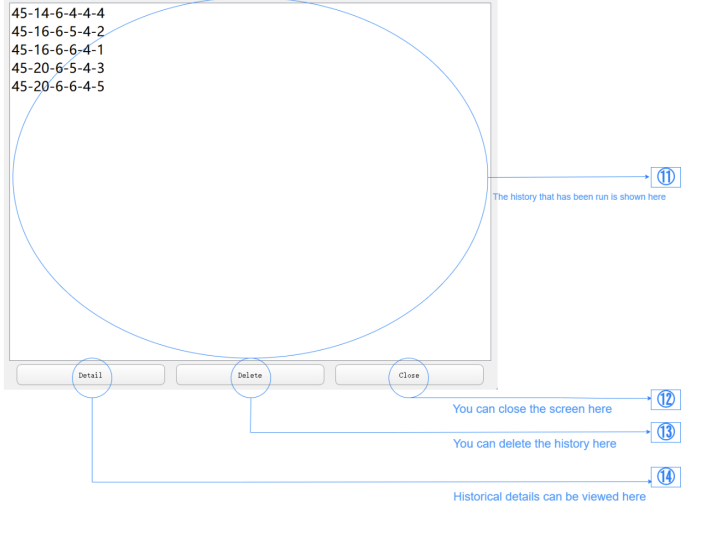 45-14-6-4-4-4
45-16-6-5-4-2
45-16-6-6-4-1
45-20-6-5-4-3
45-20-6-6-4-5
⑪
The history that has been run is shown here
Detail Delete Close
⑫
You can close the screen here
⑬
You can delete the history here
⑭
Historical details can be viewed here